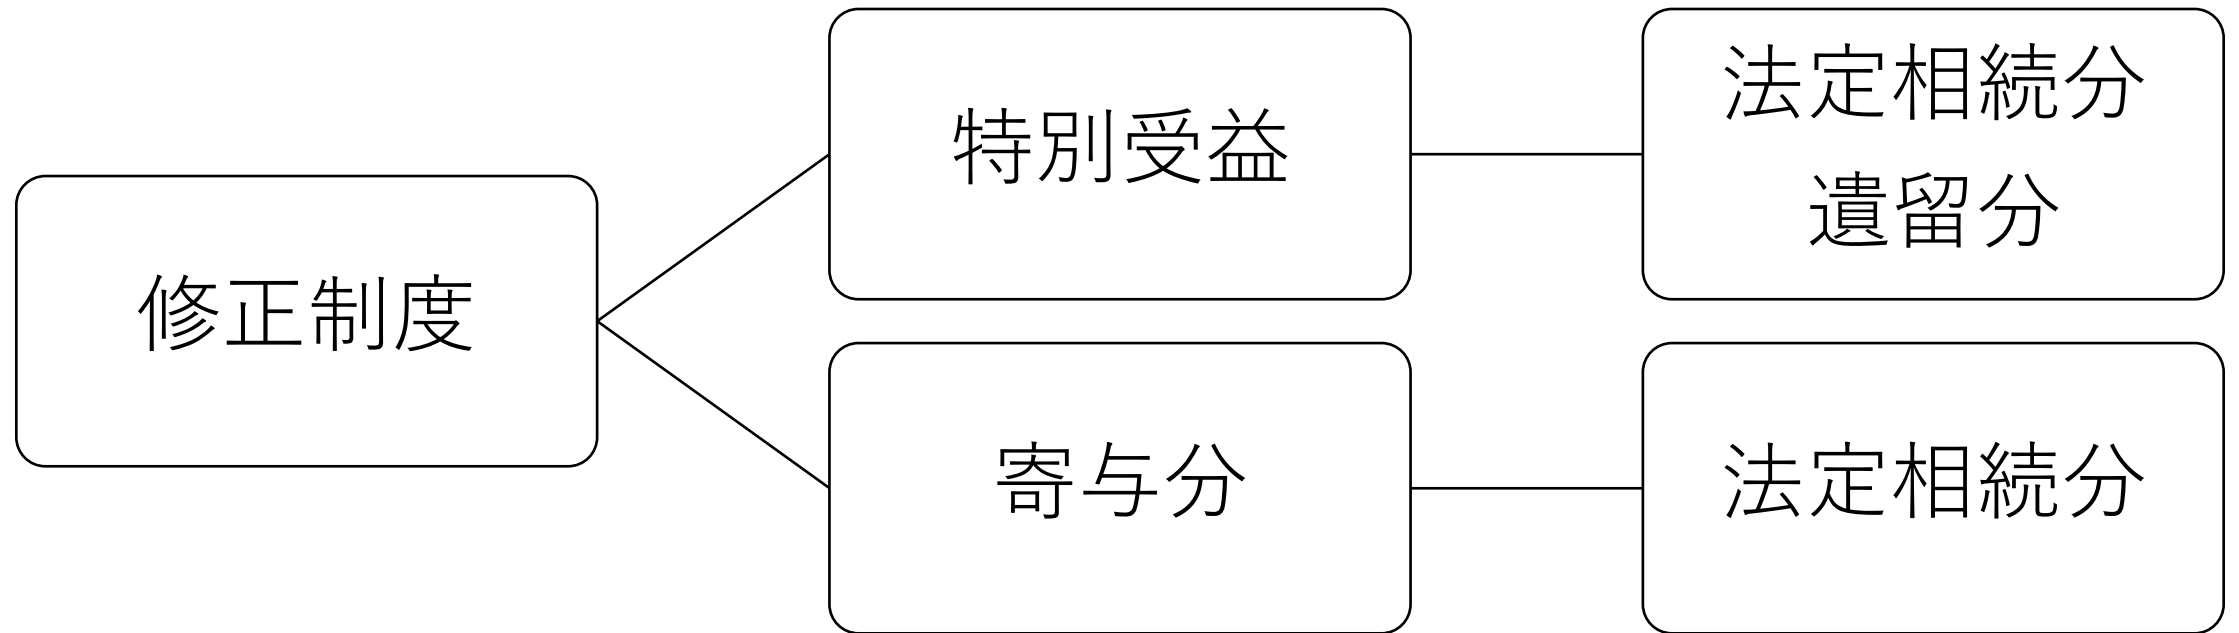 修正制度
特別受益
法定相続分
遺留分
寄与分
法定相続分